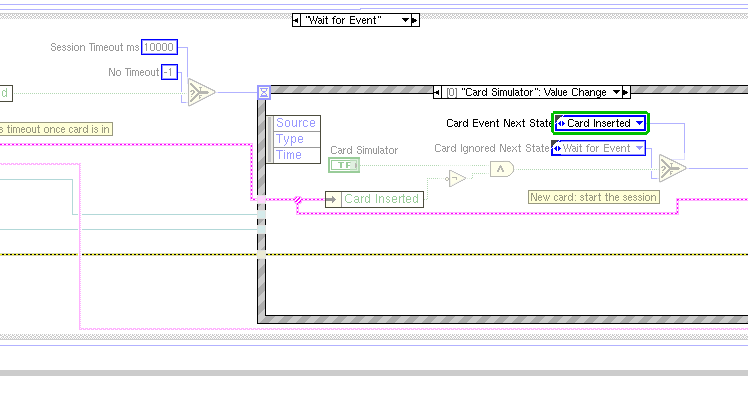 "Wait for Event"
Session Timeout ms 10000
No Timeout -1
d
[0] "Card Simulator": Value Change
s timeout once card is in
Source
Type
Time
Card Event Next State Card Inserted
Card Simulator
TF
Card Ignored Next State Wait for Event
Card Inserted
New card: start the session